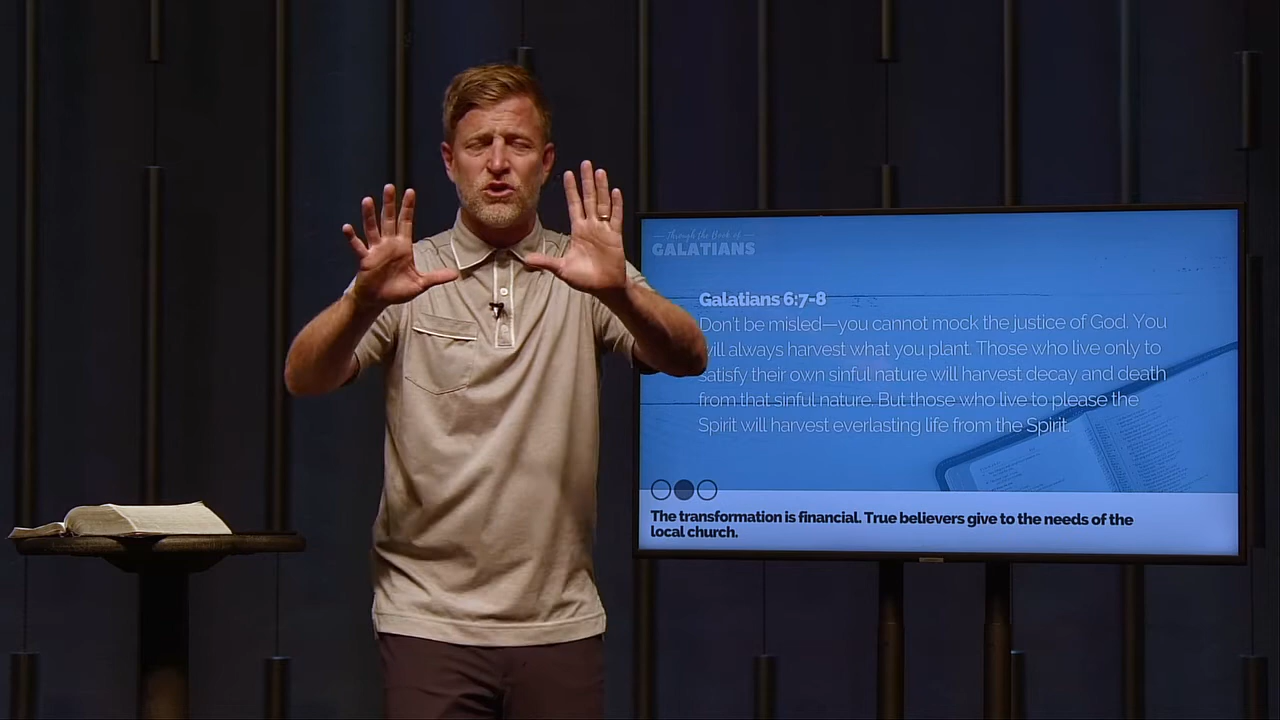 Through the Book of
GALATIANS
Galatians 6:7-8
Don't be misled—you cannot mock the justice of God. You
will always harvest what you plant. Those who live only to
satisfy their own sinful nature will harvest decay and death
from that sinful nature. But those who live to please the
Spirit will harvest everlasting life from the Spirit.
The transformation is financial. True believers give to the needs of the
local church.